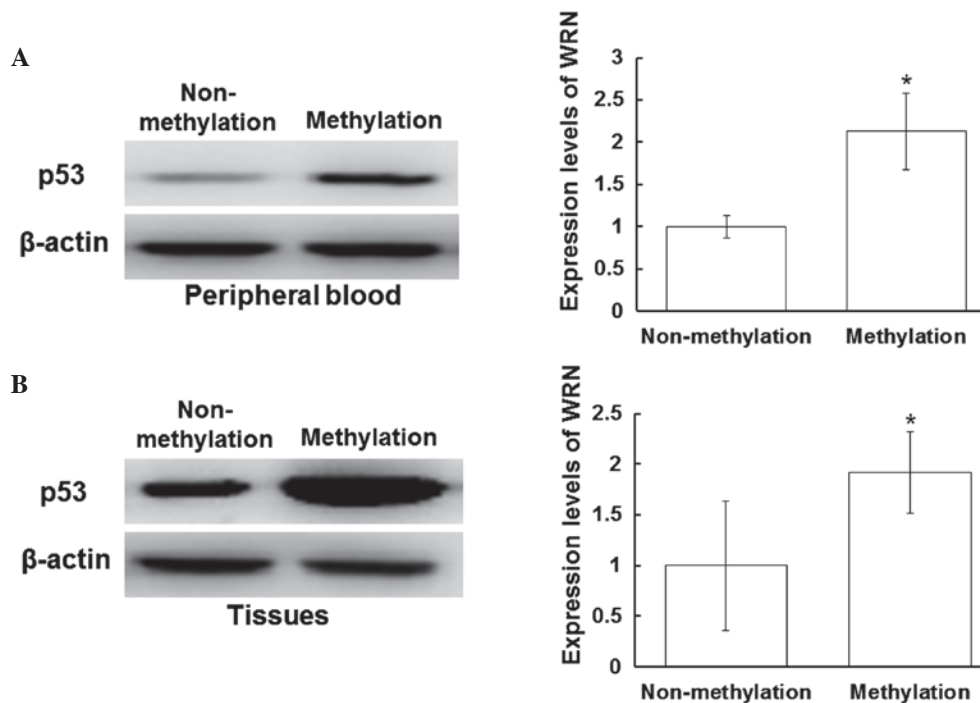 A
Non-
methylation
Methylation
p53
β-actin
Peripheral blood
Expression levels of WRN
3
2.5
2
1.5
1
0.5
0
*
Non-methylation
Methylation
B
Non-
methylation
Methylation
p53
β-actin
Tissues
Expression levels of WRN
2.5
2
1.5
1
0.5
0
*
Non-methylation
Methylation